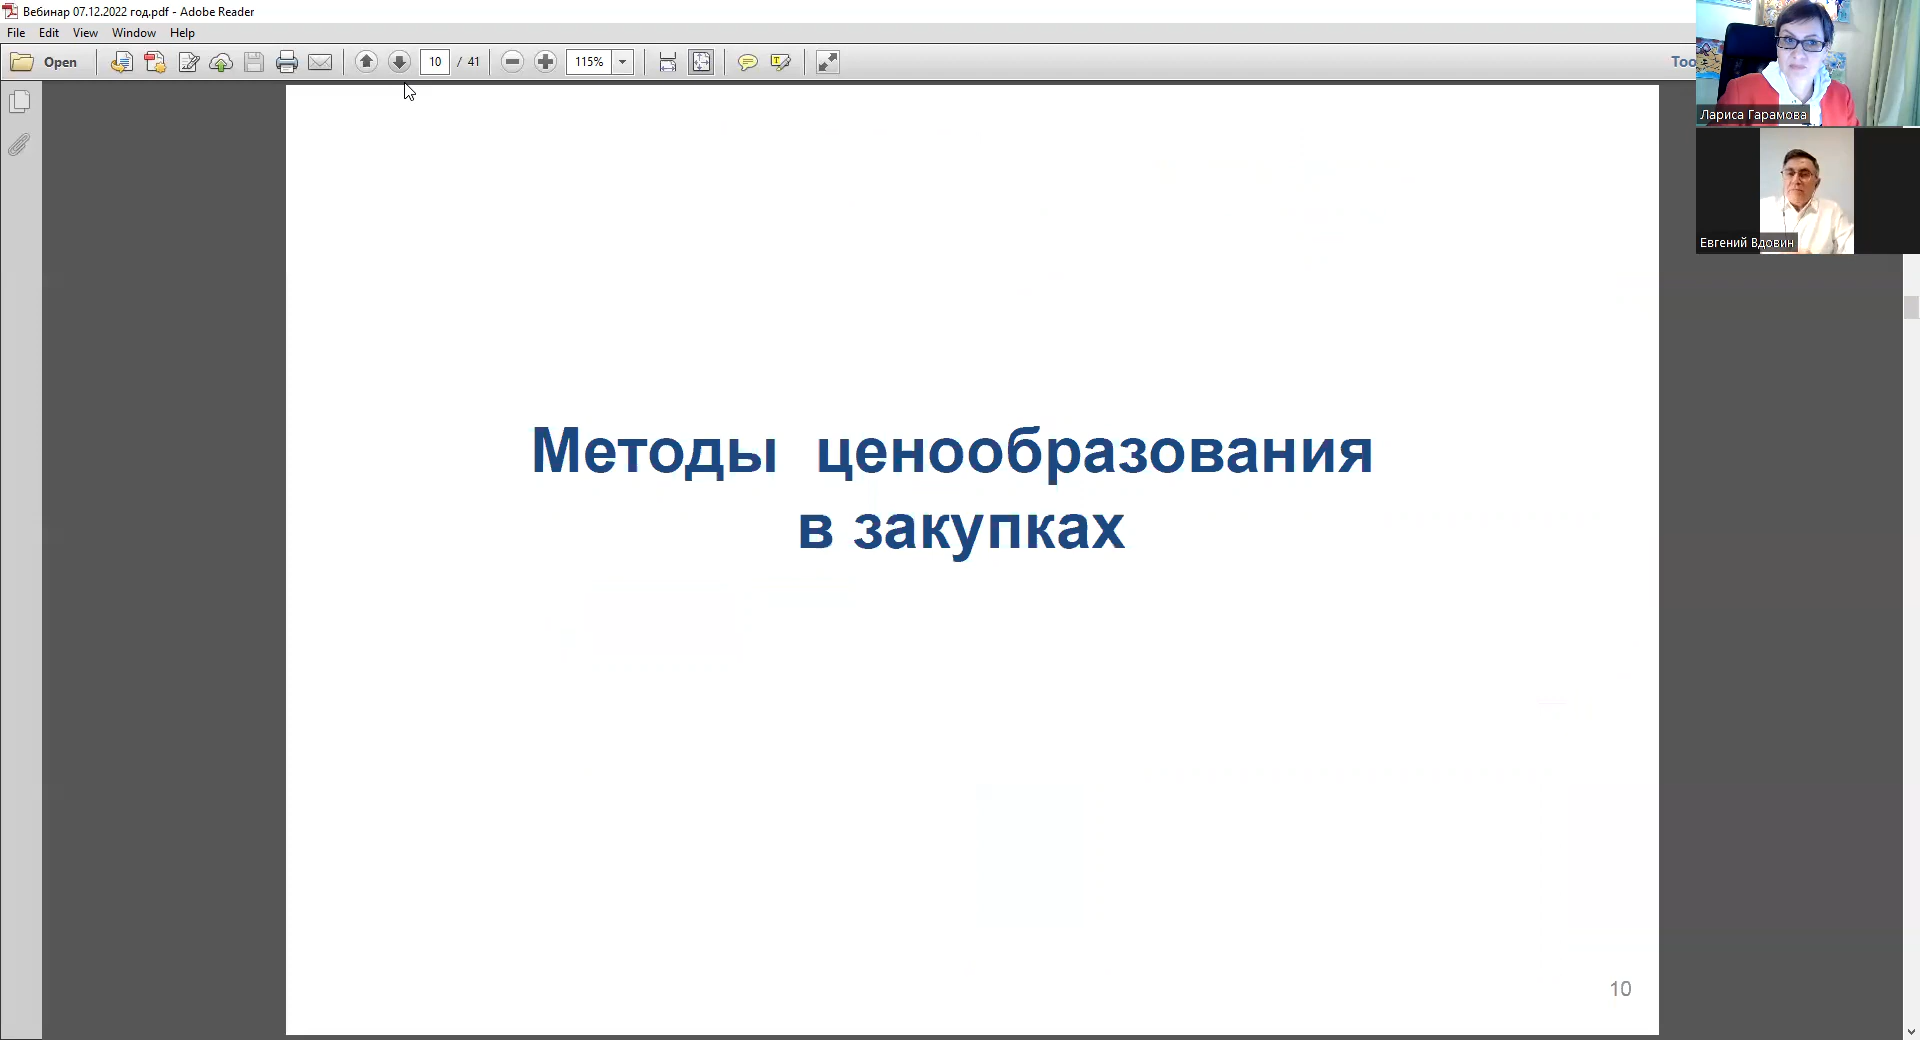 Вебинар 07.12.2022 год.pdf - Adobe Reader
File Edit View Window Help
Open 10 / 41 115%
Лариса Гарамова
Евгений Вдовин
Методы ценообразования
в закупках
10